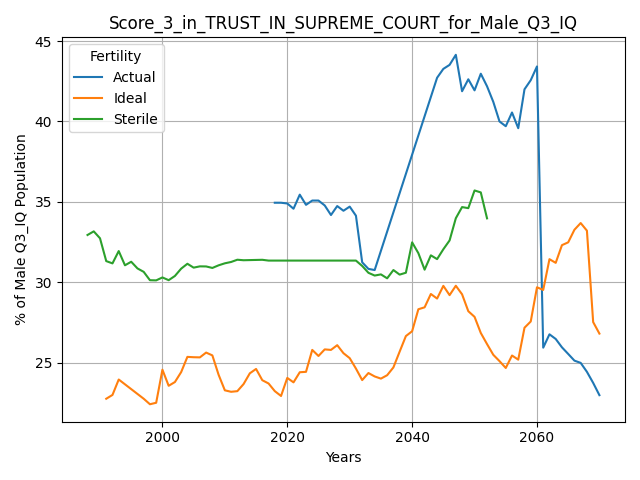 Score_3_in_TRUST_IN_SUPREME_COURT_for_Male_Q3_IQ
45
40
35
30
25
% of Male Q3_IQ Population
Fertility
Actual
Ideal
Sterile
2000
2020
2040
2060
Years